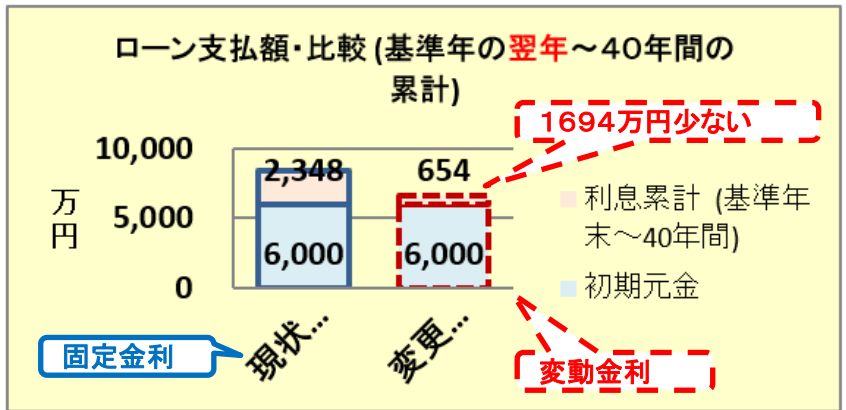 ローン支払額・比較 (基準年の翌年～40年間の
累計)
1694万円少ない
10,000
5,000
0
万
円
2,348
654
6,000
6,000
利息累計 (基準年
末～40年間)
初期元金
現状...
変更...
固定金利
変動金利